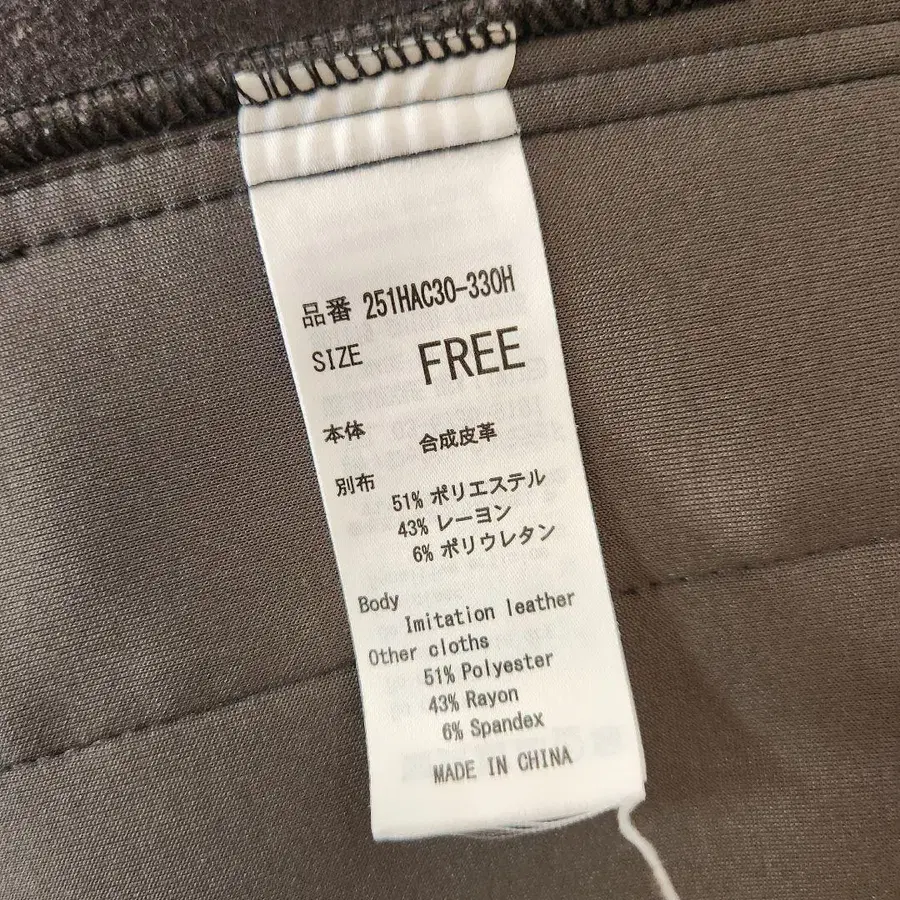 品番 251HAC30-330H
SIZE FREE
本体 合成皮革
別布 51% ポリエステル
43% レーヨン
6% ポリウレタン
Body
Imitation leather
Other cloths
51% Polyester
43% Rayon
6% Spandex
MADE IN CHINA